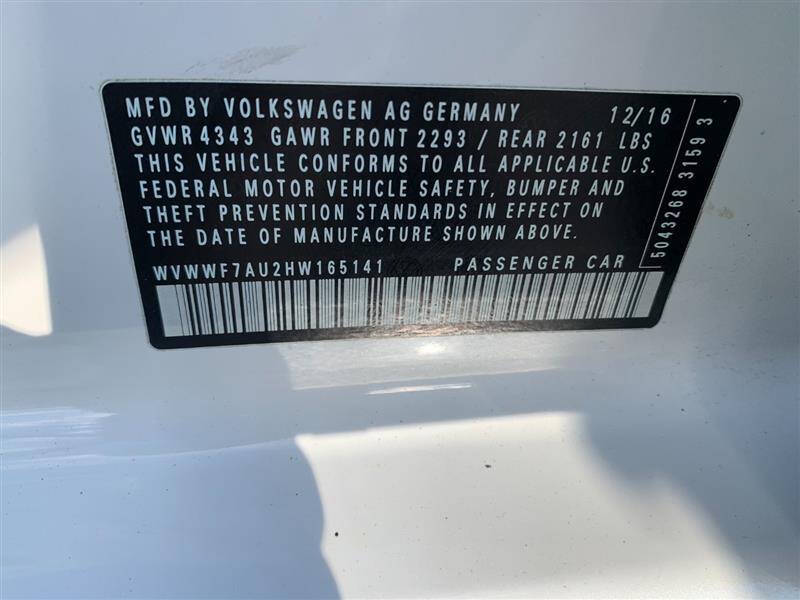 MFD BY VOLKSWAGEN AG GERMANY 12/16
GVWR 4343 GAWR FRONT 2293 / REAR 2161 LBS
THIS VEHICLE CONFORMS TO ALL APPLICABLE U.S.
FEDERAL MOTOR VEHICLE SAFETY, BUMPER AND
THEFT PREVENTION STANDARDS IN EFFECT ON
THE DATE OF MANUFACTURE SHOWN ABOVE.
WVWWF7AU2HW165141 PASSENGER CAR
5043268 3159 3